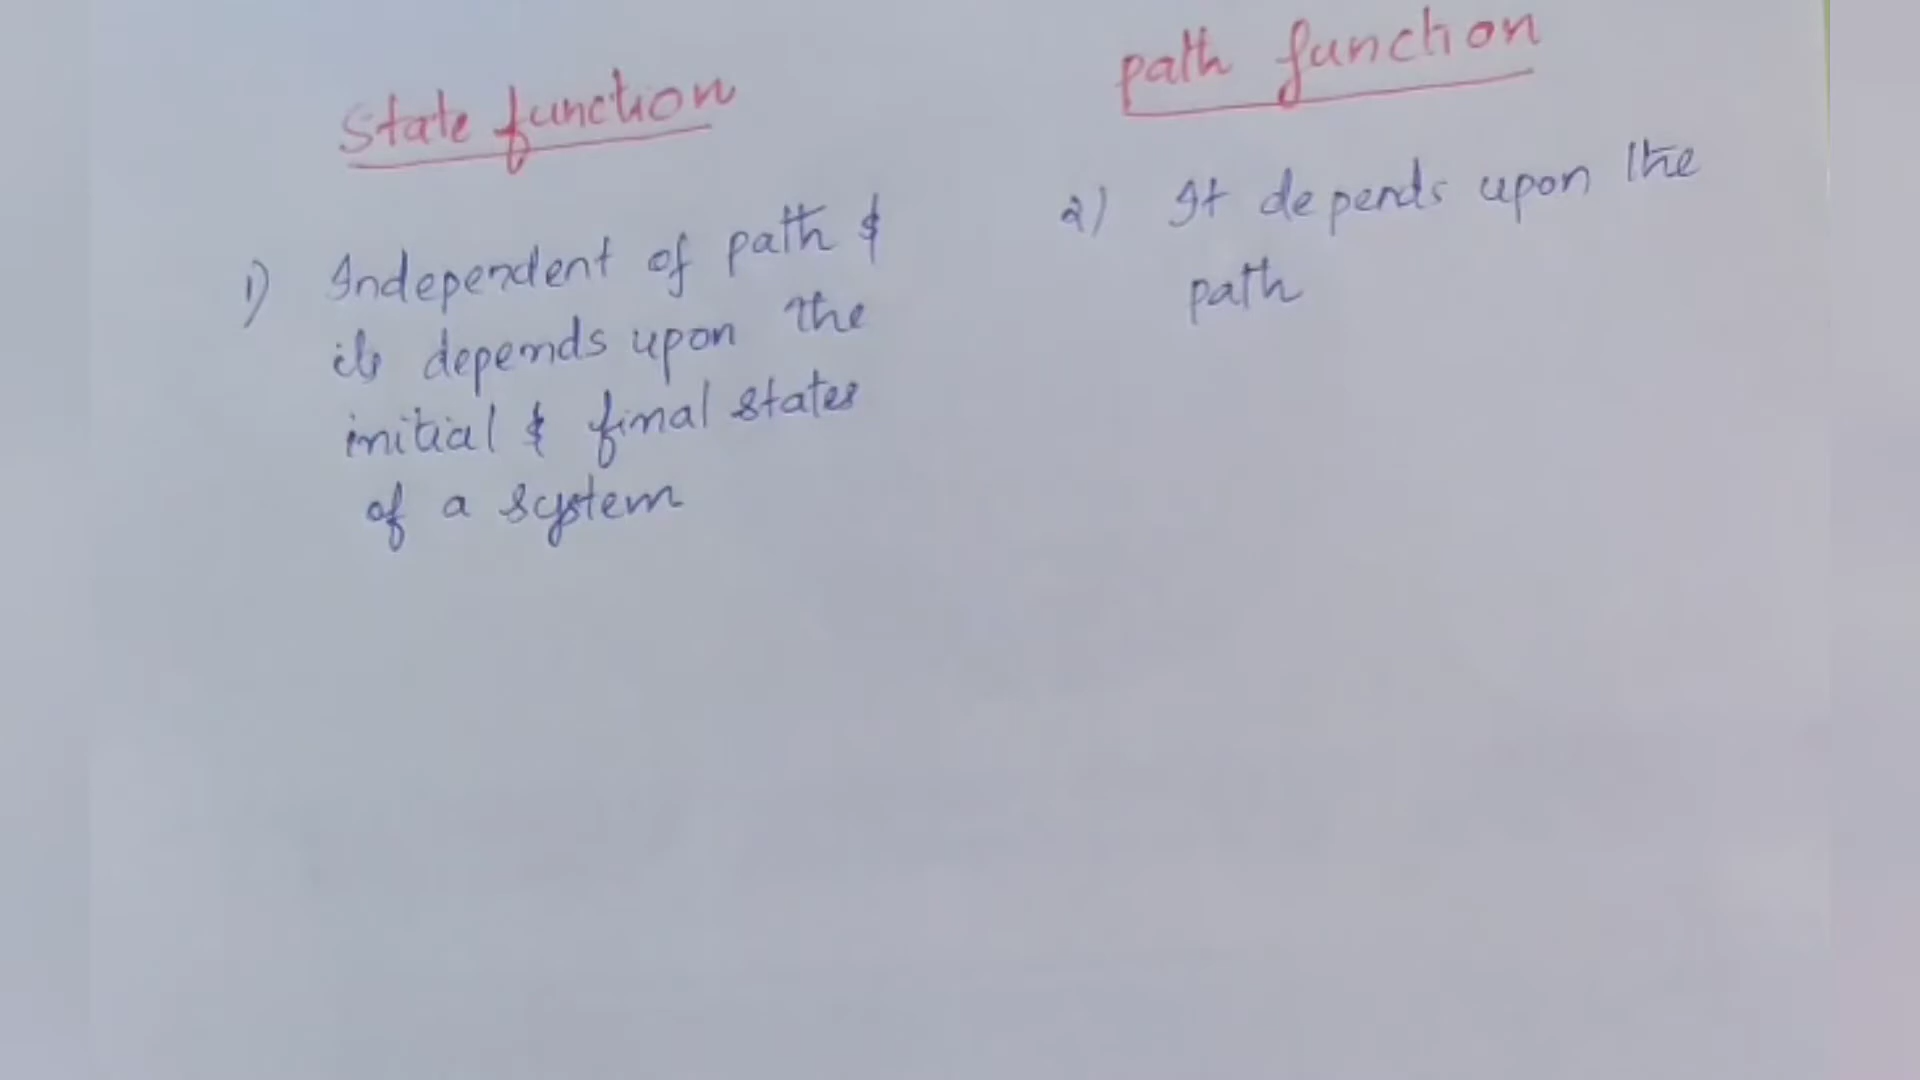 State function
1) Independent of path &
its depends upon the
initial & final states
of a system
path function
2) It depends upon the
path